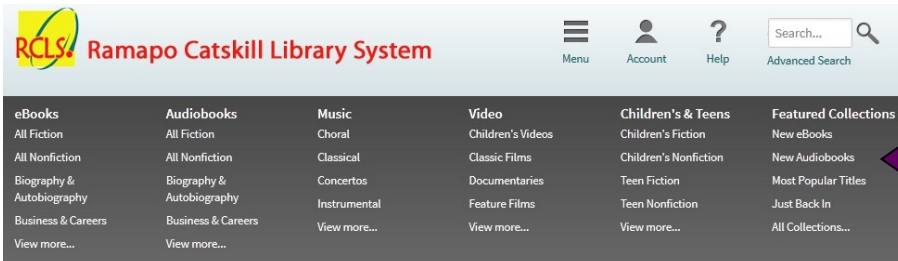 RCLS.
Ramapo Catskill Library System
Menu
Account
?
Help
Search...
Advanced Search
eBooks
All Fiction
All Nonfiction
Biography &
Autobiography
Business & Careers
View more...
Audiobooks
All Fiction
All Nonfiction
Biography &
Autobiography
Business & Careers
View more...
Music
Choral
Classical
Concertos
Instrumental
View more...
Video
Children's Videos
Classic Films
Documentaries
Feature Films
View more...
Children's & Teens
Children's Fiction
Children's Nonfiction
Teen Fiction
Teen Nonfiction
View more...
Featured Collections
New eBooks
New Audiobooks
Most Popular Titles
Just Back In
All Collections...